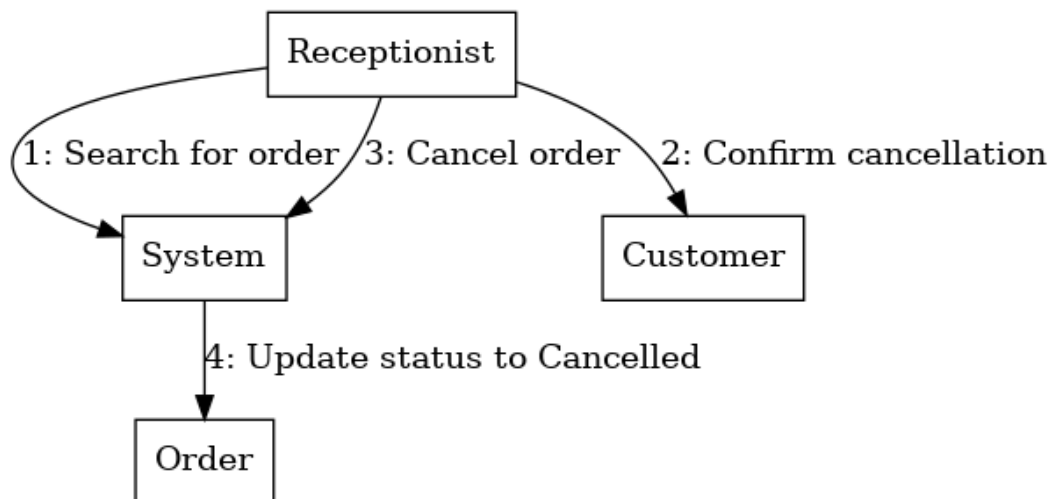 Receptionist
1: Search for order
3: Cancel order
2: Confirm cancellation
System
Customer
4: Update status to Cancelled
Order